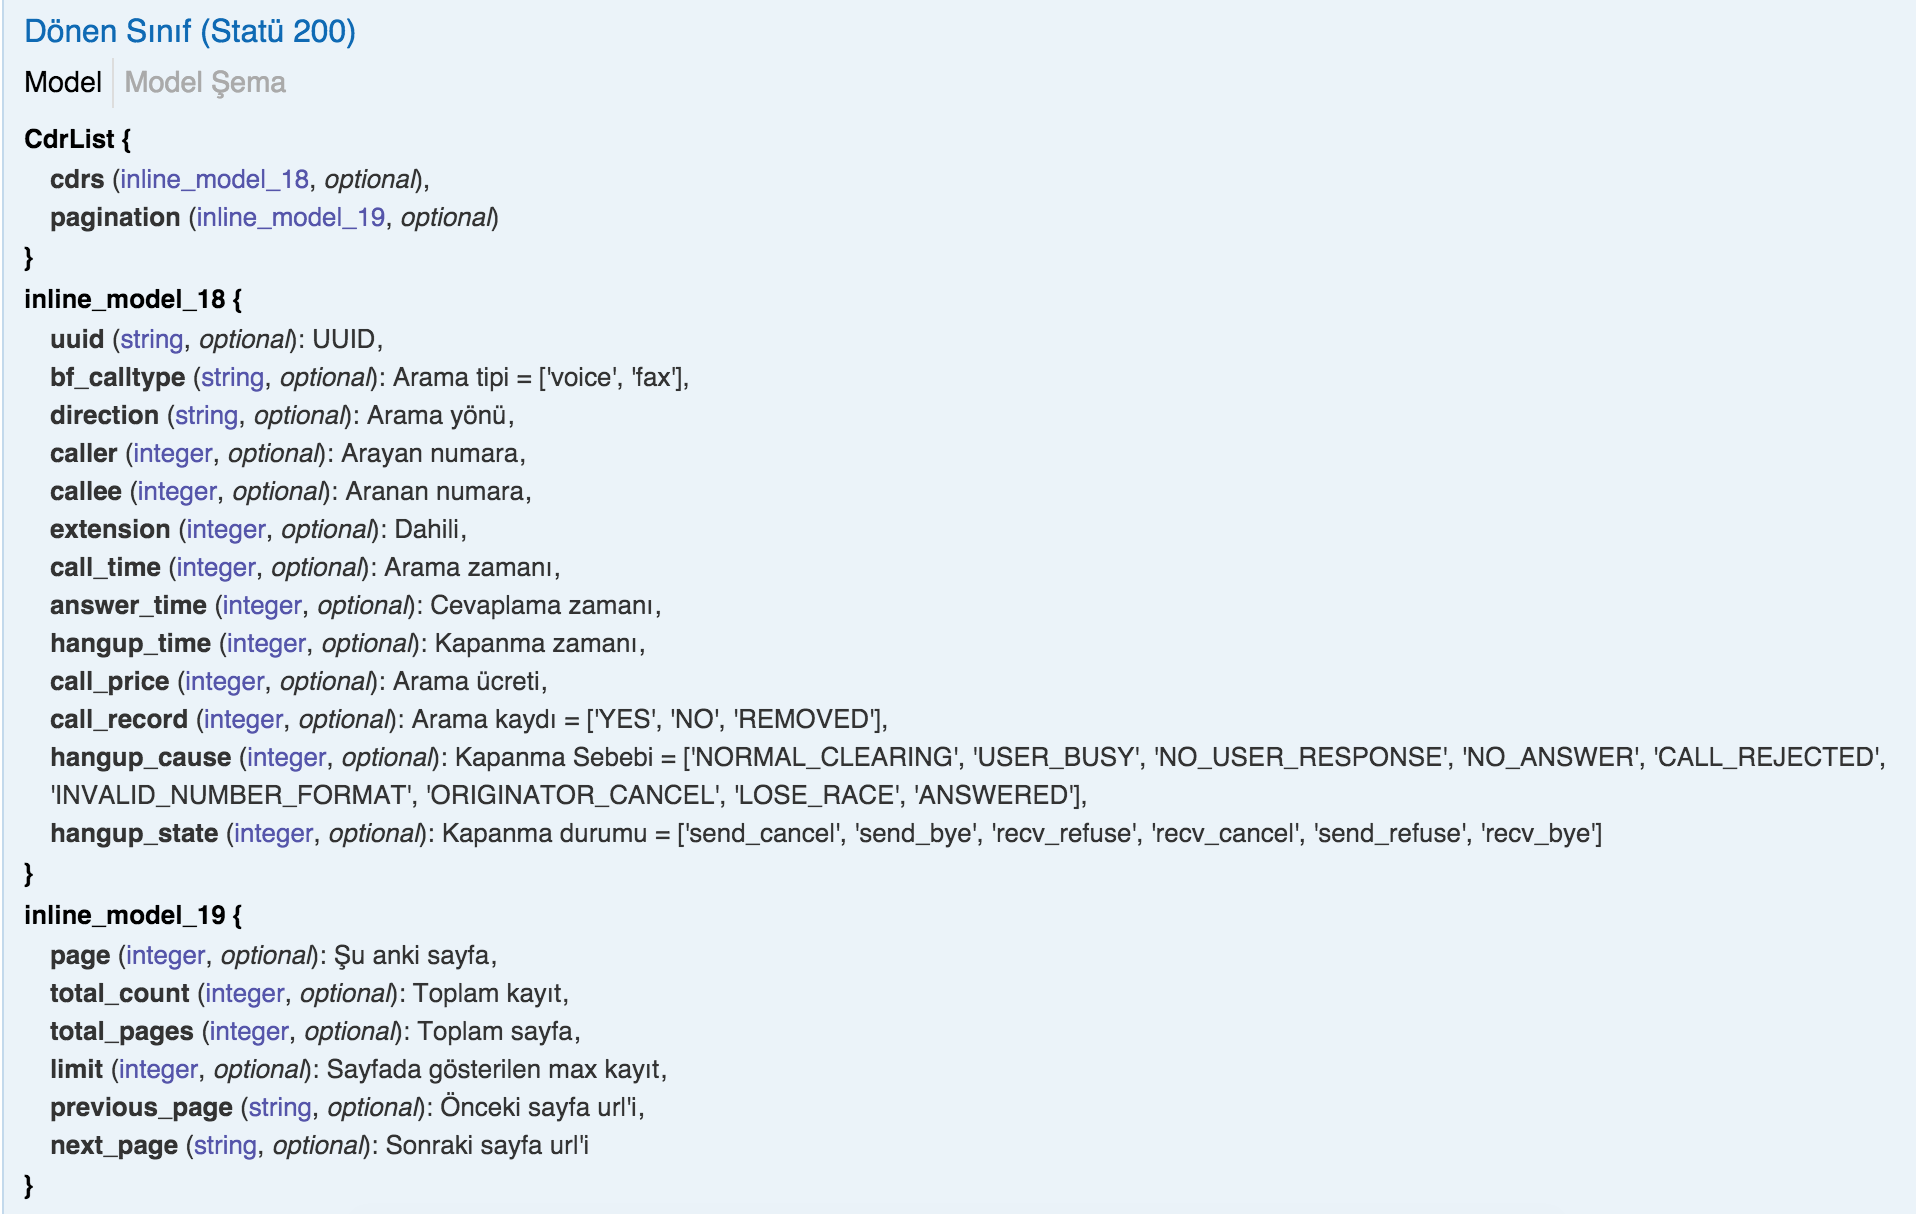 Dönen Sınıf (Statü 200)
Model Model Şema
CdrList {
cdrs (inline_model_18, optional),
pagination (inline_model_19, optional)
}
inline_model_18 {
uuid (string, optional): UUID,
bf_calltype (string, optional): Arama tipi = ['voice', 'fax'],
direction (string, optional): Arama yönü,
caller (integer, optional): Arayan numara,
callee (integer, optional): Aranan numara,
extension (integer, optional): Dahili,
call_time (integer, optional): Arama zamanı,
answer_time (integer, optional): Cevaplama zamanı,
hangup_time (integer, optional): Kapanma zamanı,
call_price (integer, optional): Arama ücreti,
call_record (integer, optional): Arama kaydı = ['YES', 'NO', 'REMOVED'],
hangup_cause (integer, optional): Kapanma Sebebi = ['NORMAL_CLEARING', 'USER_BUSY', 'NO_USER_RESPONSE', 'NO_ANSWER', 'CALL_REJECTED',
'INVALID_NUMBER_FORMAT', 'ORIGINATOR_CANCEL', 'LOSE_RACE', 'ANSWERED'],
hangup_state (integer, optional): Kapanma durumu = ['send_cancel', 'send_bye', 'recv_refuse', 'recv_cancel', 'send_refuse', 'recv_bye']
}
inline_model_19 {
page (integer, optional): Şu anki sayfa,
total_count (integer, optional): Toplam kayıt,
total_pages (integer, optional): Toplam sayfa,
limit (integer, optional): Sayfada gösterilen max kayıt,
previous_page (string, optional): Önceki sayfa url'i,
next_page (string, optional): Sonraki sayfa url'i
}